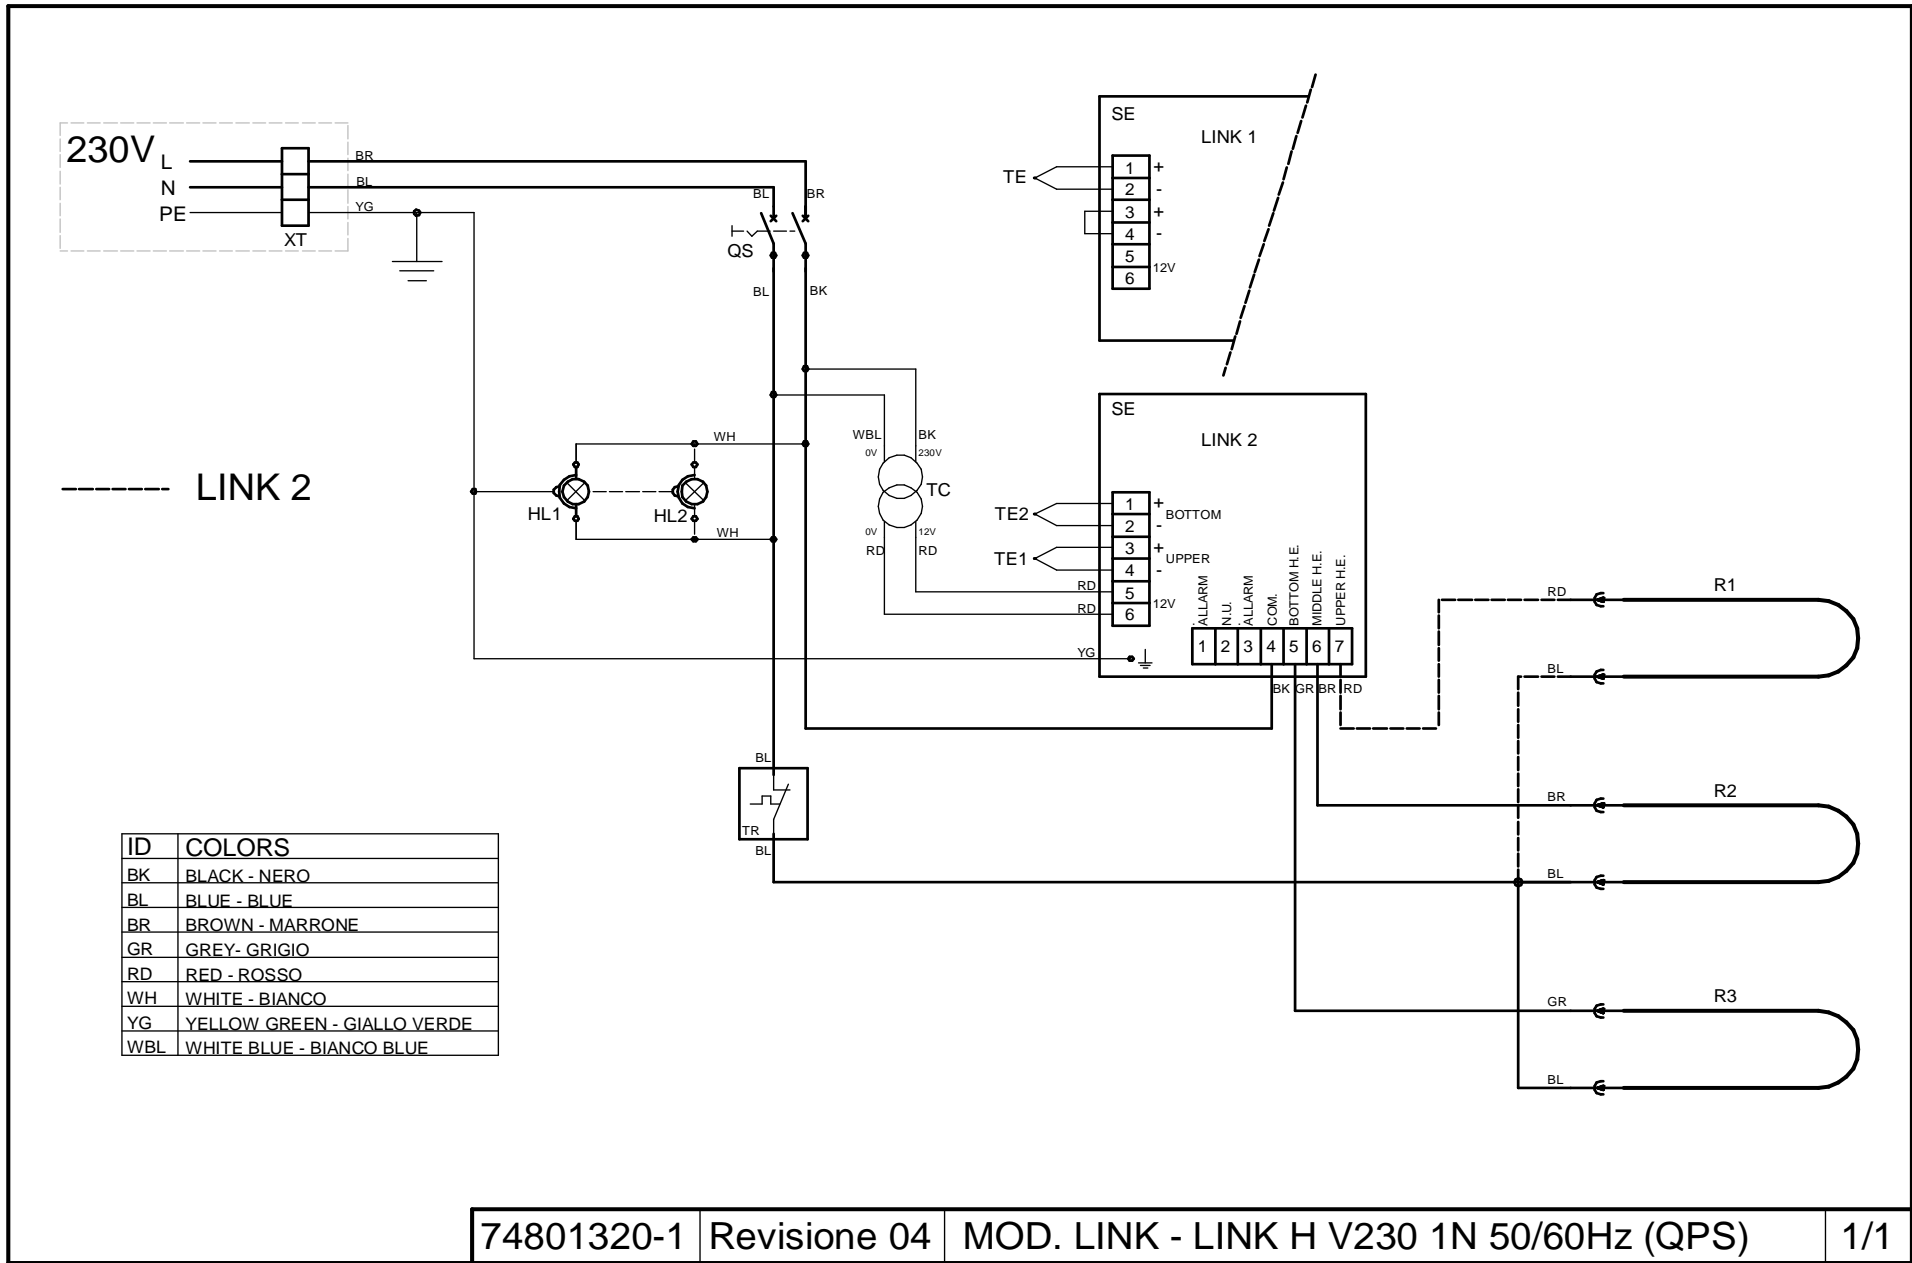 230V
L
N
PE
XT
BR
BL
YG
BL
BR
QS
BL
BK
SE
LINK 1
TE
1 +
2 -
3 +
4 -
5
12V
6
LINK 2
WH
HL1
HL2
WH
WBL
BK
0V
230V
TC
0V
12V
RD
RD
SE
LINK 2
TE2
1 +
BOTTOM
2 -
TE1
3 +
UPPER
4 -
RD
5
12V
RD
6
YG
ALLARM
N.U.
ALLARM
COM.
BOTTOM H.E.
MIDDLE H.E.
UPPER H.E.
1 2 3 4 5 6 7
BK GR BR RD
RD
R1
BL
BR
R2
BL
GR
R3
BL
BL
TR
BL
ID COLORS
BK BLACK - NERO
BL BLUE - BLUE
BR BROWN - MARRONE
GR GREY- GRIGIO
RD RED - ROSSO
WH WHITE - BIANCO
YG YELLOW GREEN - GIALLO VERDE
WBL WHITE BLUE - BIANCO BLUE
74801320-1 Revisione 04 MOD. LINK - LINK H V230 1N 50/60Hz (QPS) 1/1